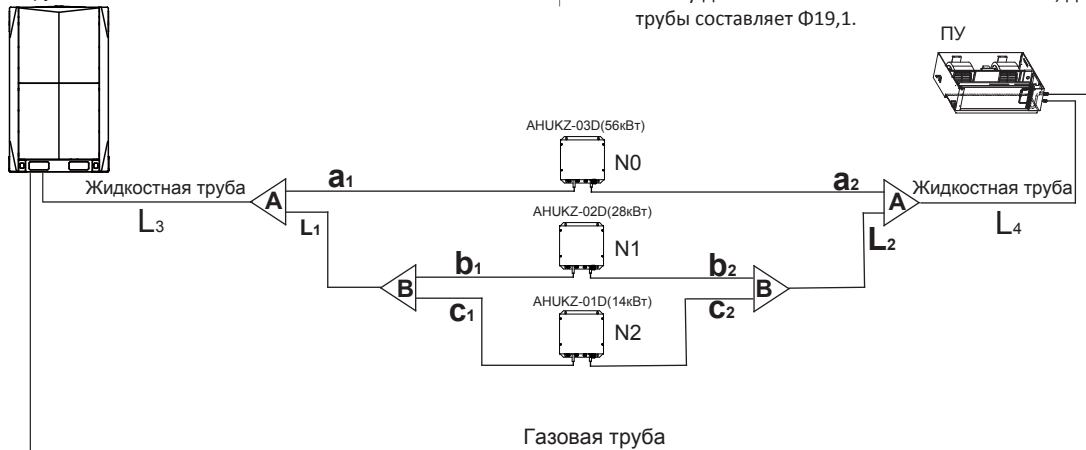 трубы составляет Ф19,1.
ПУ
AHUKZ-03D(56кВт)
N0
Жидкостная труба
a1
a2
Жидкостная труба
A
A
L3
L1
AHUKZ-02D(28кВт)
N1
L2
L4
b1
b2
B
B
c1
AHUKZ-01D(14кВт)
c2
N2
Газовая труба